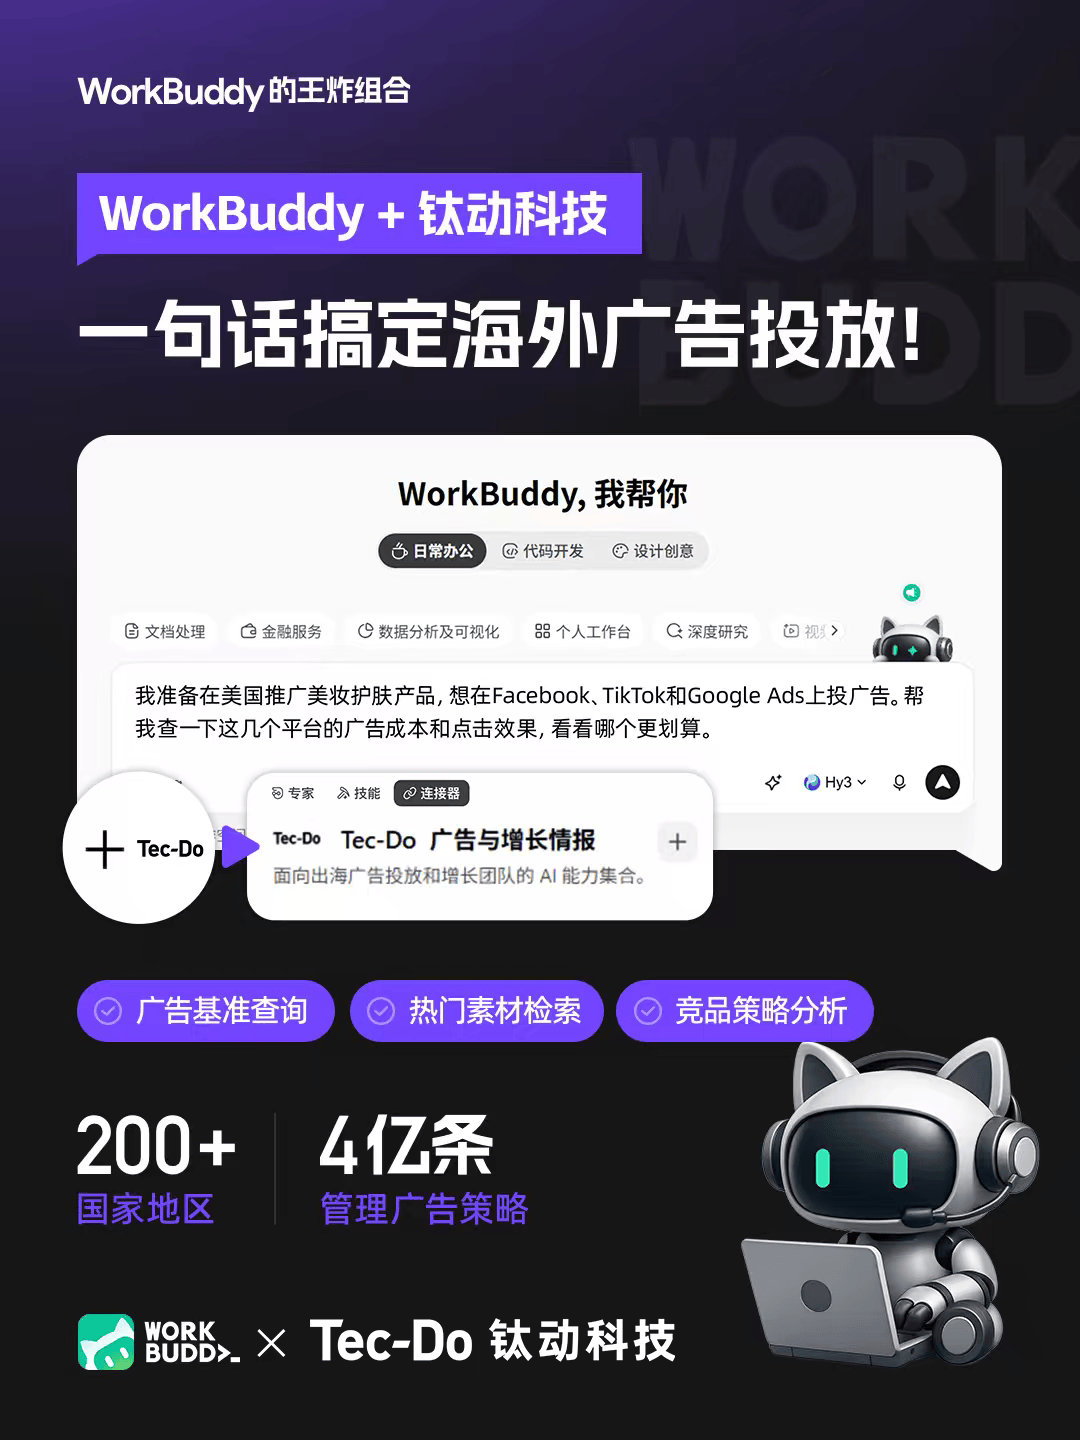 WorkBuddy的王炸组合
WORK
BUDD
WorkBuddy + 钛动科技
一句话搞定海外广告投放!
WorkBuddy, 我帮你
日常办公 代码开发 设计创意
文档处理 金融服务 数据分析及可视化 个人工作台 深度研究 视
我准备在美国推广美妆护肤产品, 想在Facebook、TikTok和Google Ads上投广告。帮
我查一下这几个平台的广告成本和点击效果, 看看哪个更划算。
Hy3
专家 技能 连接器
Tec-Do
Tec-Do Tec-Do 广告与增长情报
面向出海广告投放和增长团队的 AI 能力集合。
广告基准查询 热门素材检索 竞品策略分析
200+ 4亿条
国家地区 管理广告策略
WORK
BUDD × Tec-Do 钛动科技